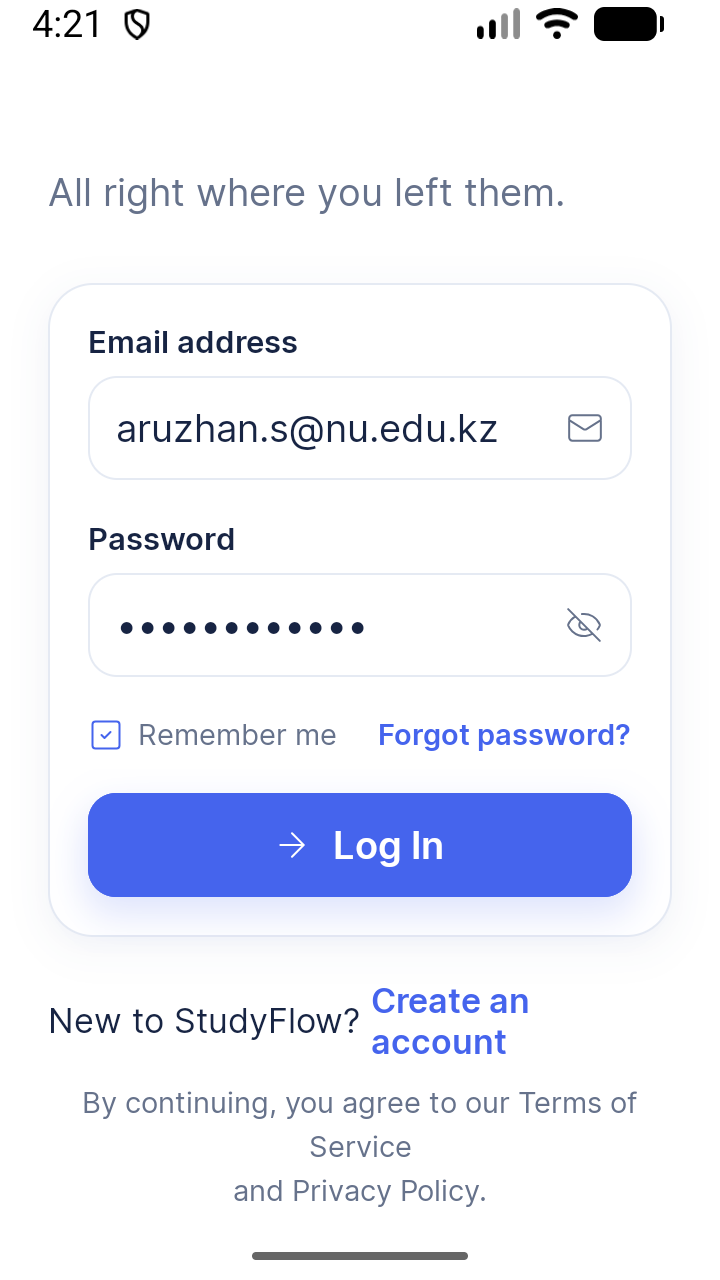 4:21
All right where you left them.
Email address
aruzhan.s@nu.edu.kz
Password
••••••••••••
Remember me
Forgot password?
Log In
New to StudyFlow?
Create an
account
By continuing, you agree to our Terms of
Service
and Privacy Policy.